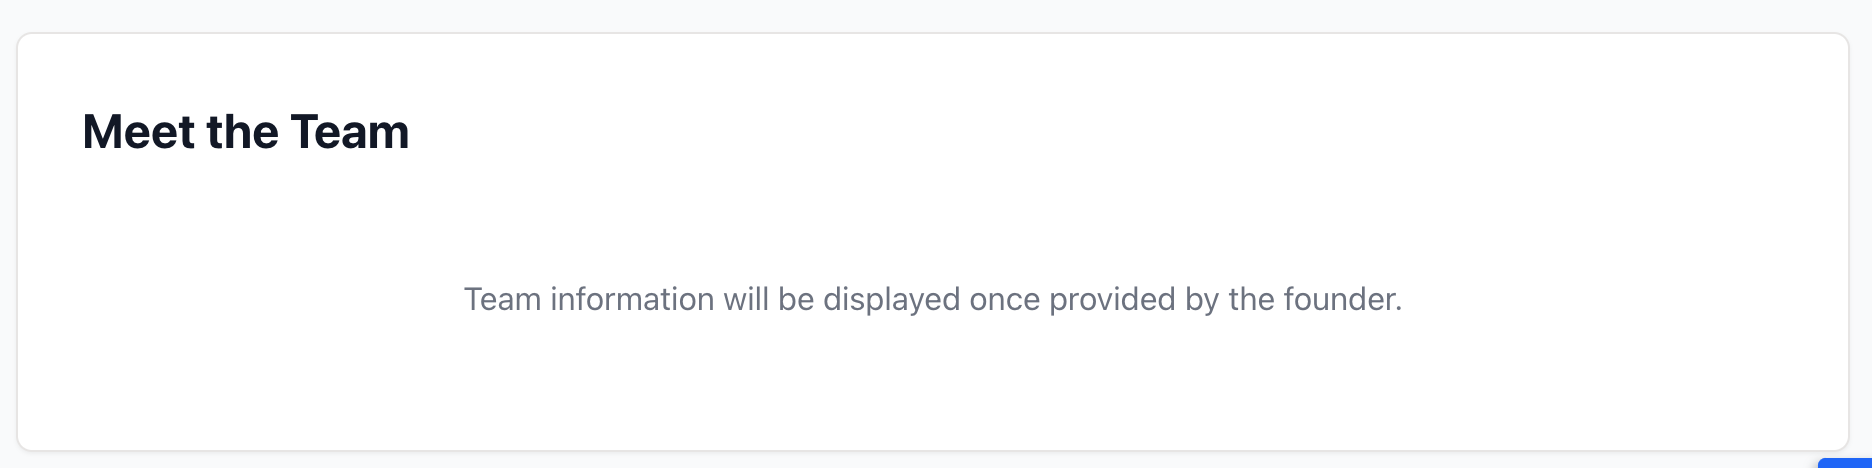 Meet the Team
Team information will be displayed once provided by the founder.